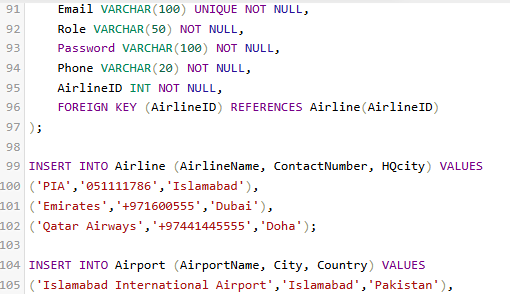 91 Email VARCHAR(100) UNIQUE NOT NULL,
92 Role VARCHAR(50) NOT NULL,
93 Password VARCHAR(100) NOT NULL,
94 Phone VARCHAR(20) NOT NULL,
95 AirlineID INT NOT NULL,
96 FOREIGN KEY (AirlineID) REFERENCES Airline(AirlineID)
97 );
98
99 INSERT INTO Airline (AirlineName, ContactNumber, HQcity) VALUES
100 ('PIA','051111786','Islamabad'),
101 ('Emirates','+971600555','Dubai'),
102 ('Qatar Airways','+97441445555','Doha');
103
104 INSERT INTO Airport (AirportName, City, Country) VALUES
105 ('Islamabad International Airport','Islamabad','Pakistan'),